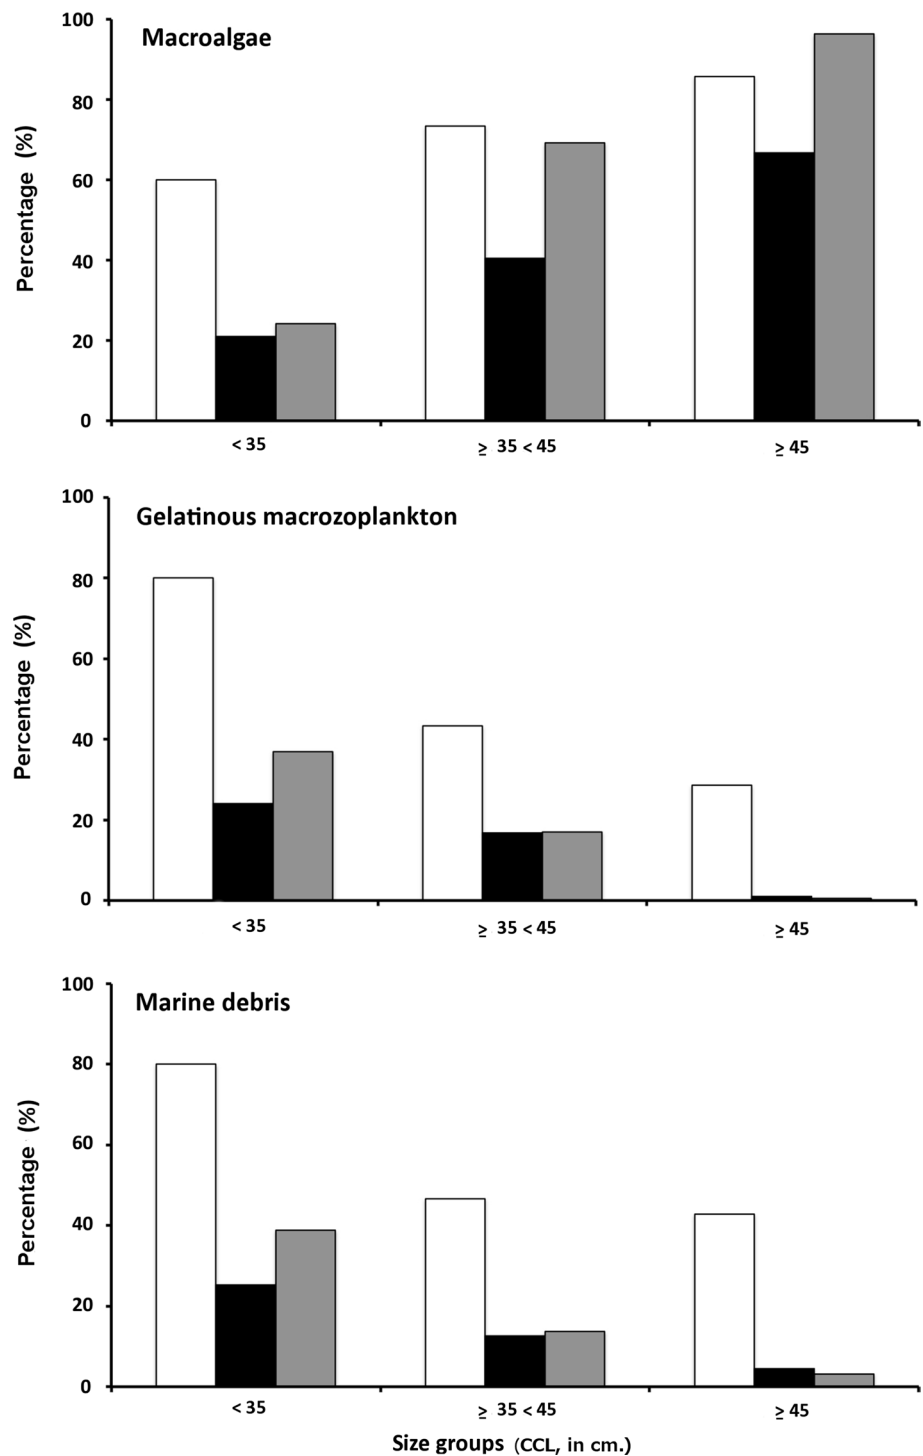 Macroalgae
Percentage (%)
100
80
60
40
20
0
< 35
≥ 35 < 45
≥ 45
Gelatinous macrozoplankton
Percentage (%)
100
80
60
40
20
0
< 35
≥ 35 < 45
≥ 45
Marine debris
Percentage (%)
100
80
60
40
20
0
< 35
≥ 35 < 45
≥ 45
Size groups (CCL, in cm.)